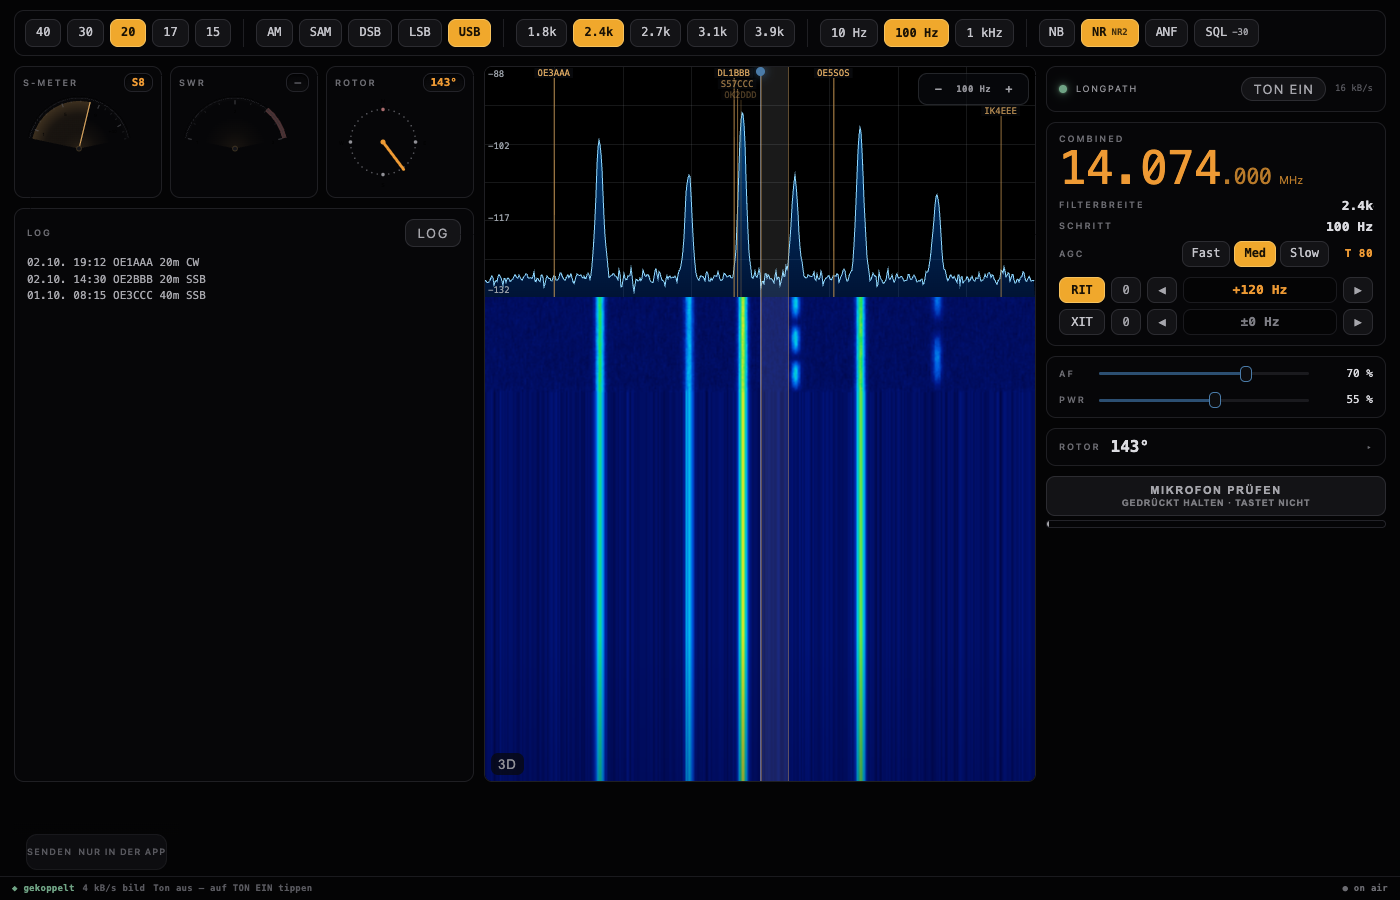 40 30 20 17 15 AM SAM DSB LSB USB 1.8k 2.4k 2.7k 3.1k 3.9k 10 Hz 100 Hz 1 kHz NB NR NR2 ANF SQL −30
S-METER S8 SWR — ROTOR 143°
LOG LOG
02.10. 19:12 OE1AAA 20m CW
02.10. 14:30 OE2BBB 20m SSB
01.10. 08:15 OE3CCC 40m SSB
−88 OE3AAA DL1BBB OE5SOS
S57CCC
OK2DDD
− 100 Hz +
IK4EEE
−102
−117
−132
3D
LONGPATH TON EIN 16 kB/s
COMBINED
14.074.000 MHz
FILTERBREITE 2.4k
SCHRITT 100 Hz
AGC Fast Med Slow T 80
RIT 0 ◀ +120 Hz ▶
XIT 0 ◀ ±0 Hz ▶
AF 70 %
PWR 55 %
ROTOR 143°
MIKROFON PRÜFEN
GEDRÜCKT HALTEN · TASTET NICHT
SENDEN NUR IN DER APP
◆ gekoppelt 4 kB/s bild Ton aus — auf TON EIN tippen ● on air